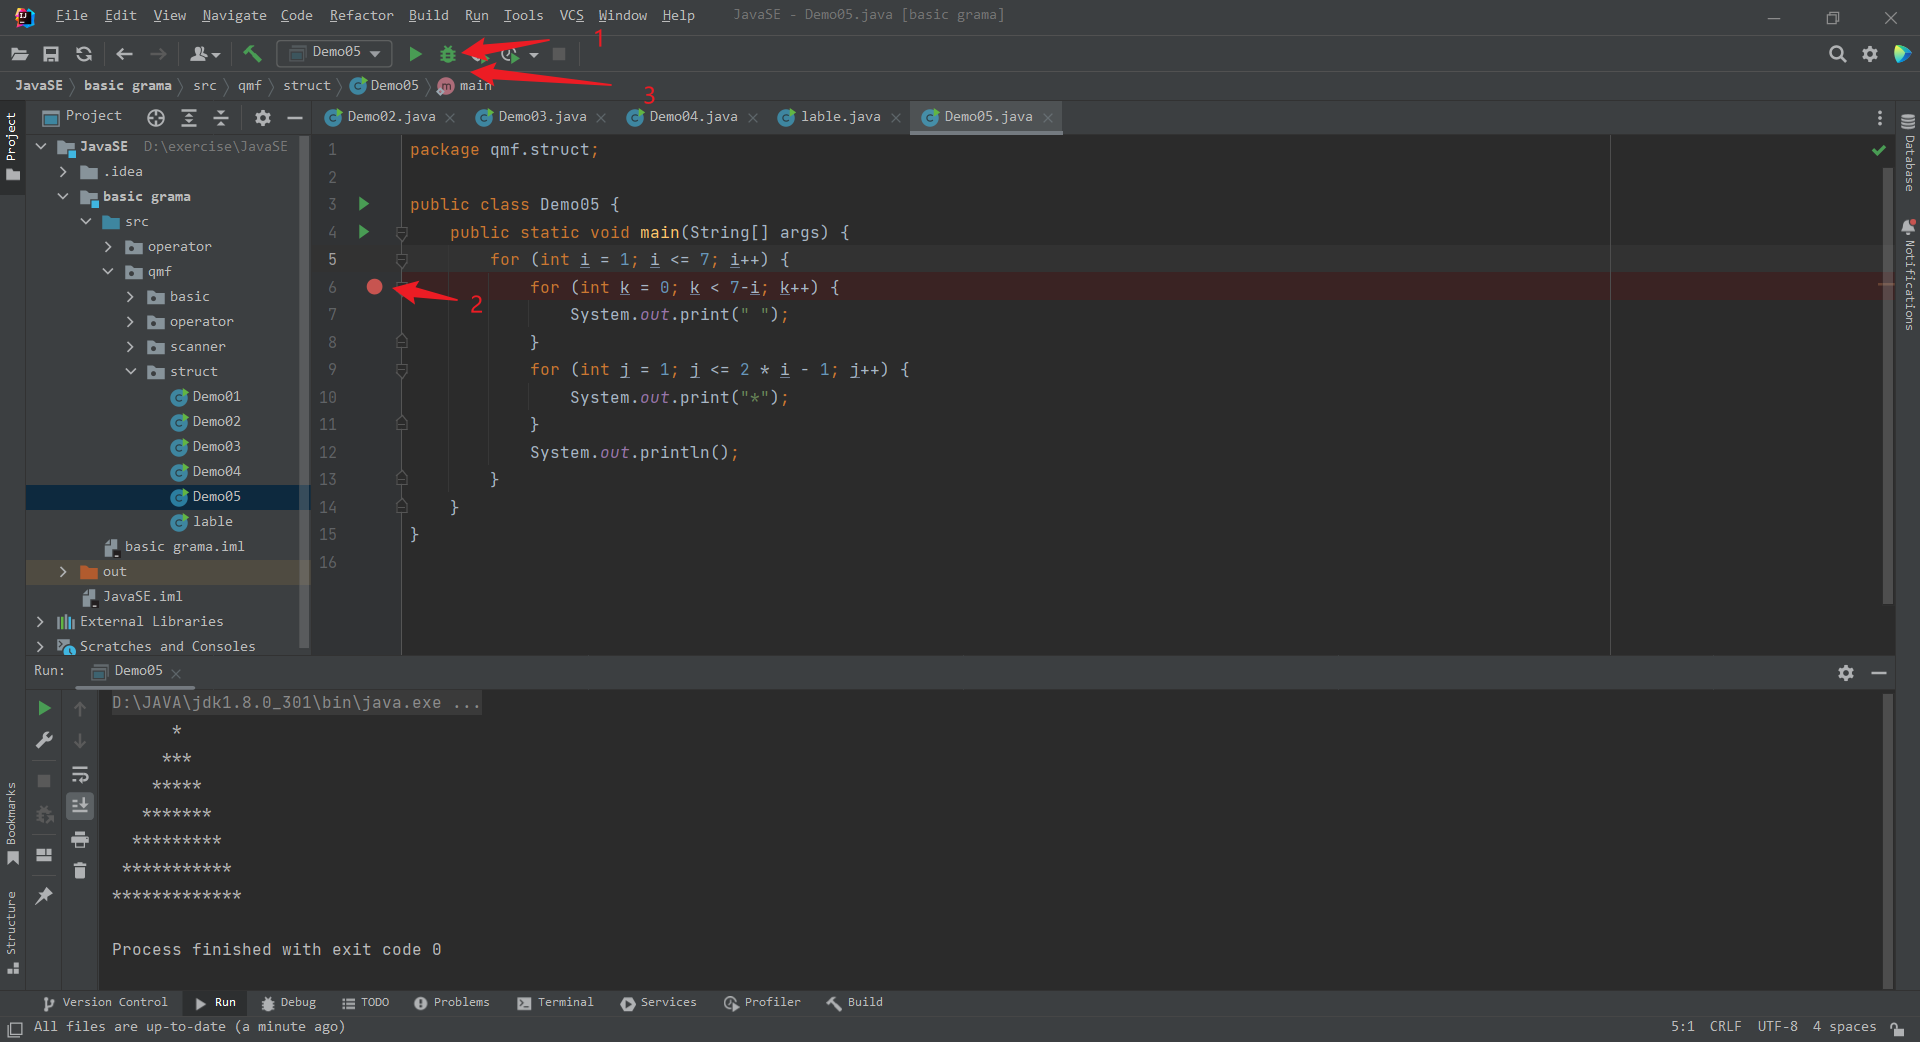 File Edit View Navigate Code Refactor Build Run Tools VCS Window Help JavaSE - Demo05.java [basic grama]
Demo05
1
JavaSE basic grama src qmf struct Demo05 main
3
Project
Demo02.java Demo03.java Demo04.java lable.java Demo05.java
Project
JavaSE D:\exercise\JavaSE
.idea
basic grama
src
operator
qmf
basic
operator
scanner
struct
Demo01
Demo02
Demo03
Demo04
Demo05
lable
basic grama.iml
out
JavaSE.iml
External Libraries
Scratches and Consoles
1 package qmf.struct;
2
3 public class Demo05 {
4 public static void main(String[] args) {
5 for (int i = 1; i <= 7; i++) {
6 for (int k = 0; k < 7-i; k++) {
2
7 System.out.print(" ");
8 }
9 for (int j = 1; j <= 2 * i - 1; j++) {
10 System.out.print("*");
11 }
12 System.out.println();
13 }
14 }
15 }
16
Database
Notifications
Run: Demo05
D:\JAVA\jdk1.8.0_301\bin\java.exe ...
*
***
*****
*******
*********
***********
*************
Process finished with exit code 0
Bookmarks
Structure
Version Control Run Debug TODO Problems Terminal Services Profiler Build
All files are up-to-date (a minute ago) 5:1 CRLF UTF-8 4 spaces